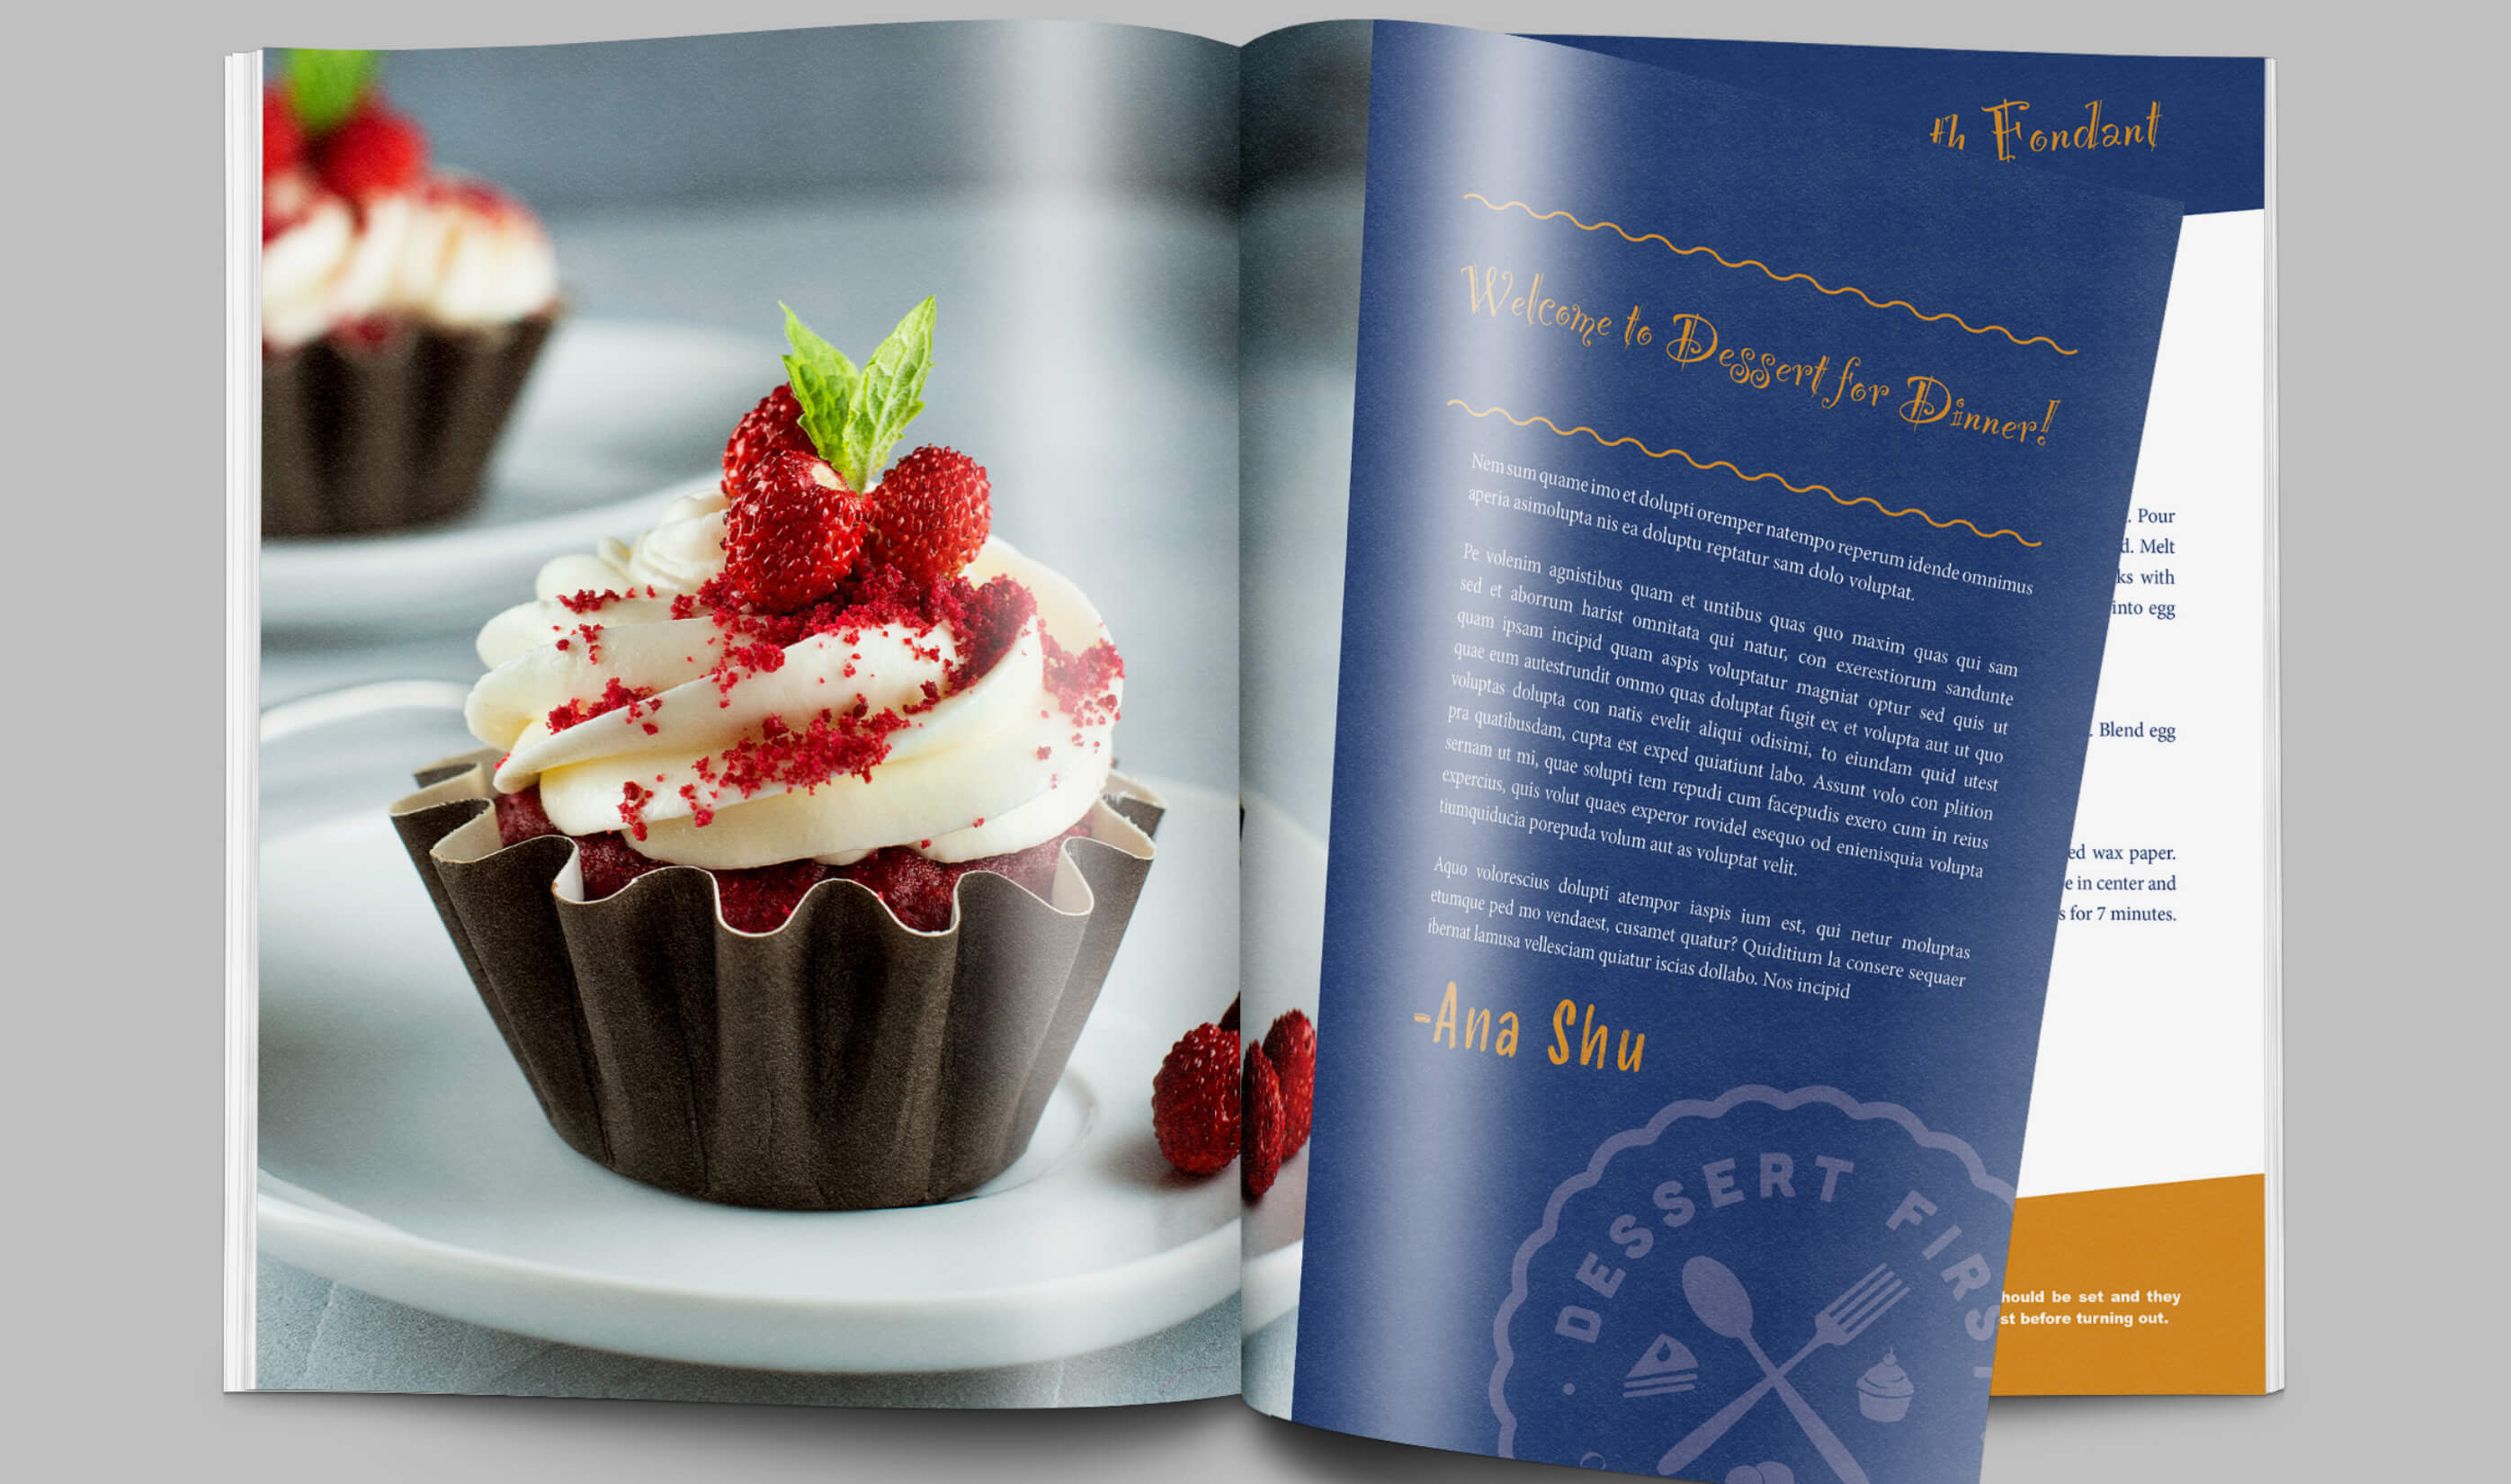 th Fondant
Welcome to Dessert for Dinner!
Nem sum quame imo et dolupti oremper natempo reperum idende omnimus
aperia asimolupta nis ea doluptu reptatur sam dolo voluptat.
Pe volenim agnistibus quam et untibus quas quo maxim quas qui sam
sed et aborrum harist omnitata qui natur, con exerestiorum sandunte
quam ipsam incipid quam aspis voluptatur magniat optur sed quis ut
quae eum autestrundit ommo quas doluptat fugit ex et volupta aut ut quo
voluptas dolupta con natis evelit aliqui odisimi, to eiundam quid utest
pra quatibusdam, cupta est exped quiatiunt labo. Assunt volo con plition
sernam ut mi, quae solupti tem repudi cum facepudis exero cum in reius
expercius, quis volut quaes experor rovidel esequo od enienisquia volupta
tiumquiducia porepuda volum aut as voluptat velit.
Aquo volorescius dolupti atempor iaspis ium est, qui netur moluptas
etumque ped mo vendaest, cusamet quatur? Quiditium la consere sequaer
ibernat lamusa vellesciam quiatur iscias dollabo. Nos incipid
-Ana Shu
DESSERT FIRST
. Pour
d. Melt
ks with
into egg
. Blend egg
ed wax paper.
e in center and
s for 7 minutes.
hould be set and they
st before turning out.